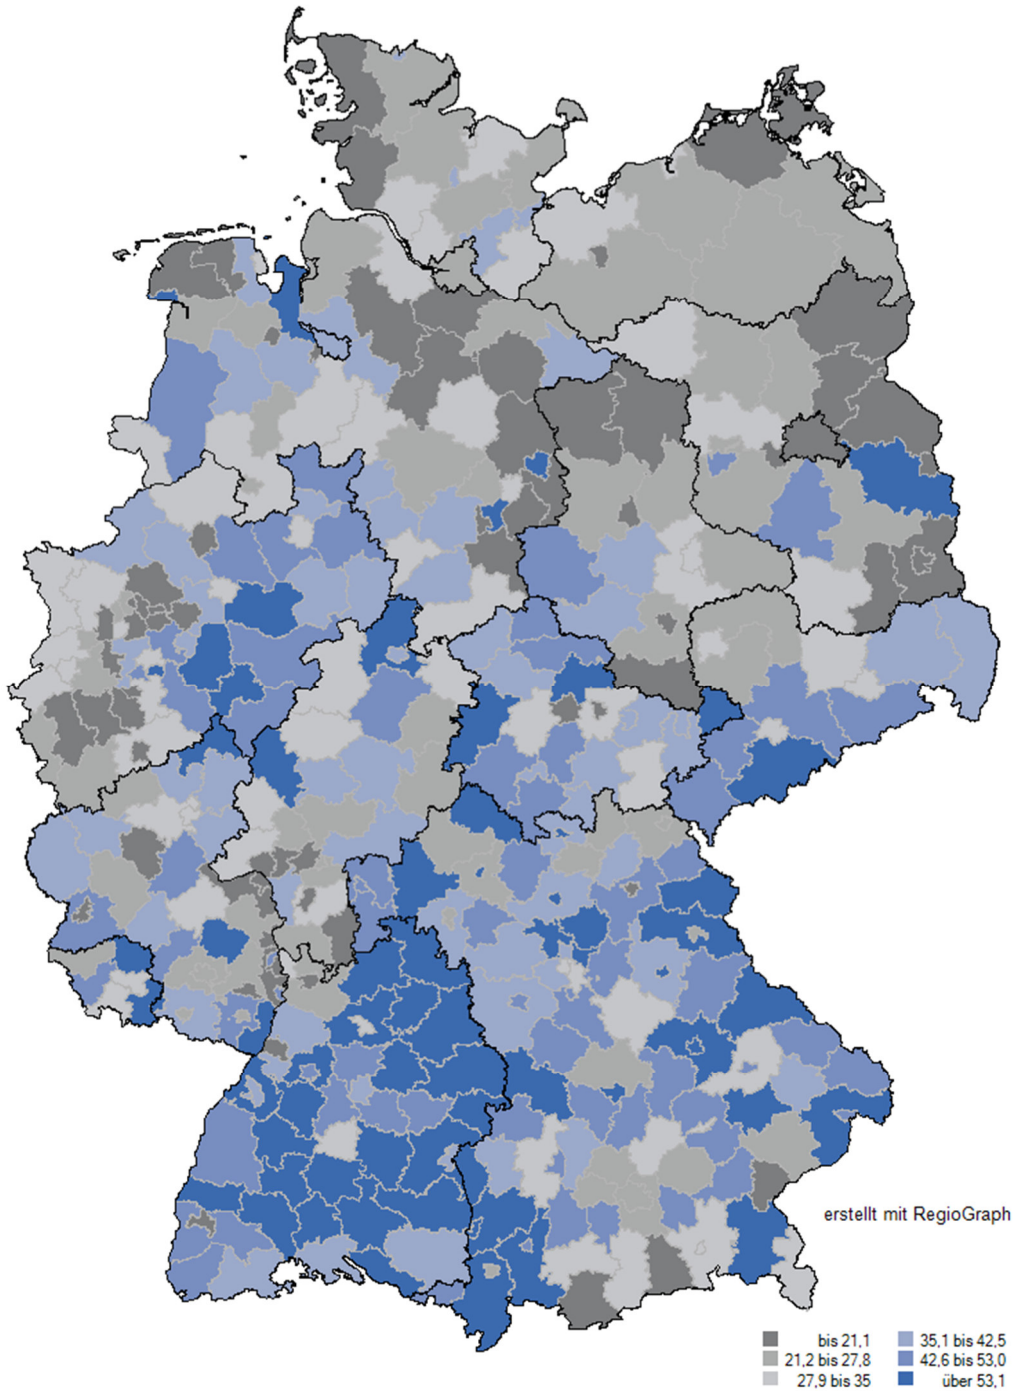 erstellt mit RegioGraph
bis 21,1
21,2 bis 27,8
27,9 bis 35
35,1 bis 42,5
42,6 bis 53,0
über 53,1